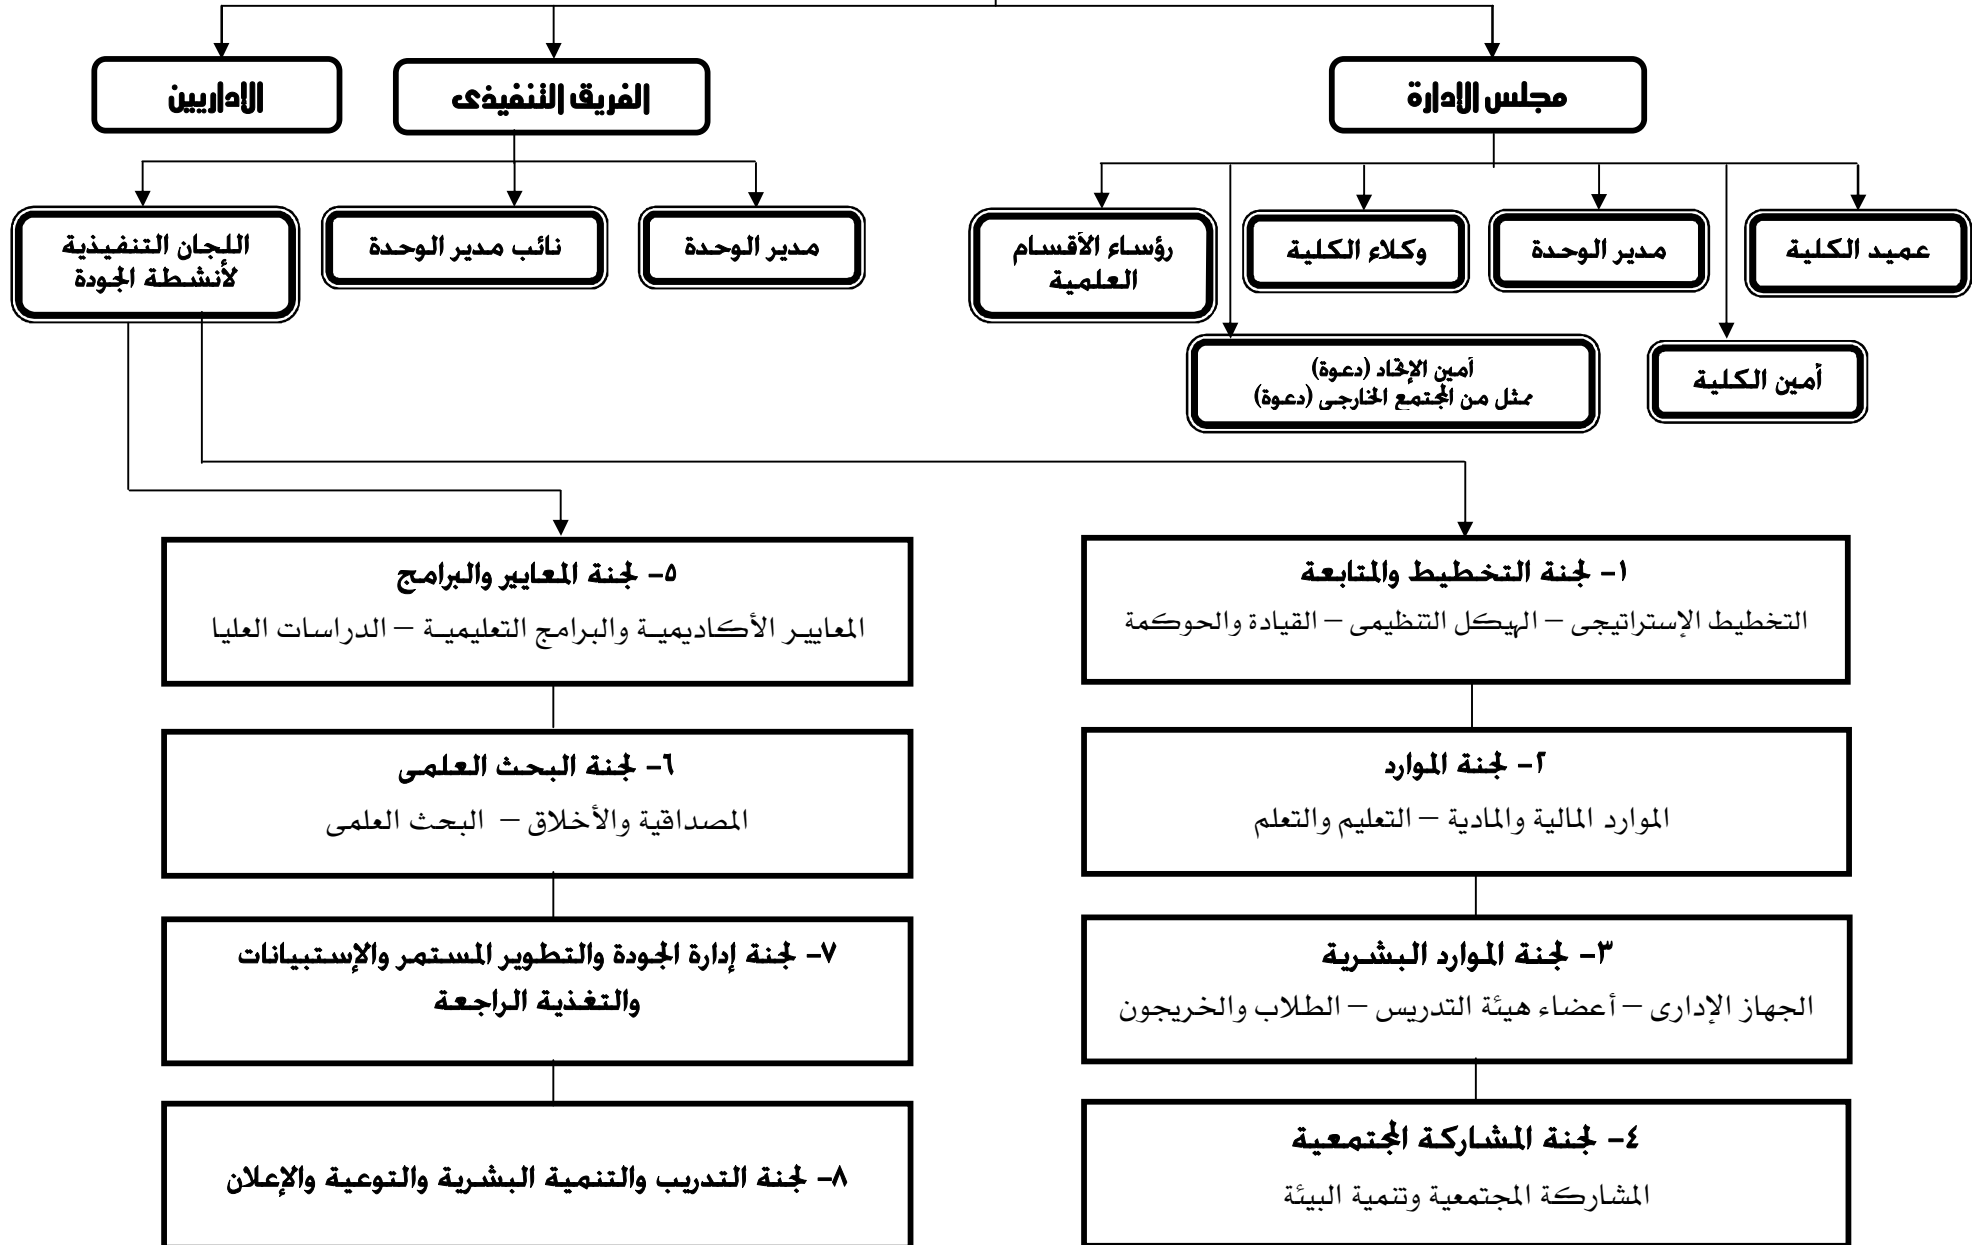 مجلس الإدارة
الفريق التنفيذى
الاداريين
عميد الكلية
مدير الوحدة
وكلاء الكلية
رؤساء الأقسام
العلمية
أمين الكلية
أمين الإتحاد (دعوة)
ممثل من المجتمع الخارجى (دعوة)
مدير الوحدة
نائب مدير الوحدة
اللجان التنفيذية
لأنشطة الجودة
١- لجنة التخطيط والمتابعة
التخطيط الإستراتيجى – الهيكل التنظيمى – القيادة والحوكمة
٢- لجنة الموارد
الموارد المالية والمادية – التعليم والتعلم
٣- لجنة الموارد البشرية
الجهاز الإدارى – أعضاء هيئة التدريس – الطلاب والخريجون
٤- لجنة المشاركة المجتمعية
المشاركة المجتمعية وتنمية البيئة
٥- لجنة المعايير والبرامج
المعايير الأكاديمية والبرامج التعليمية – الدراسات العليا
٦- لجنة البحث العلمى
المصداقية والأخلاق – البحث العلمى
٧- لجنة إدارة الجودة والتطوير المستمر والإستبيانات
والتغذية الراجعة
٨- لجنة التدريب والتنمية البشرية والتوعية والإعلان